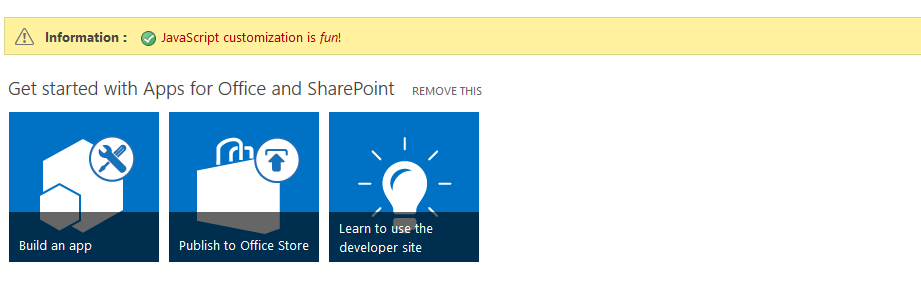 Information : JavaScript customization is fun!
Get started with Apps for Office and SharePoint REMOVE THIS
Build an app
Publish to Office Store
Learn to use the
developer site